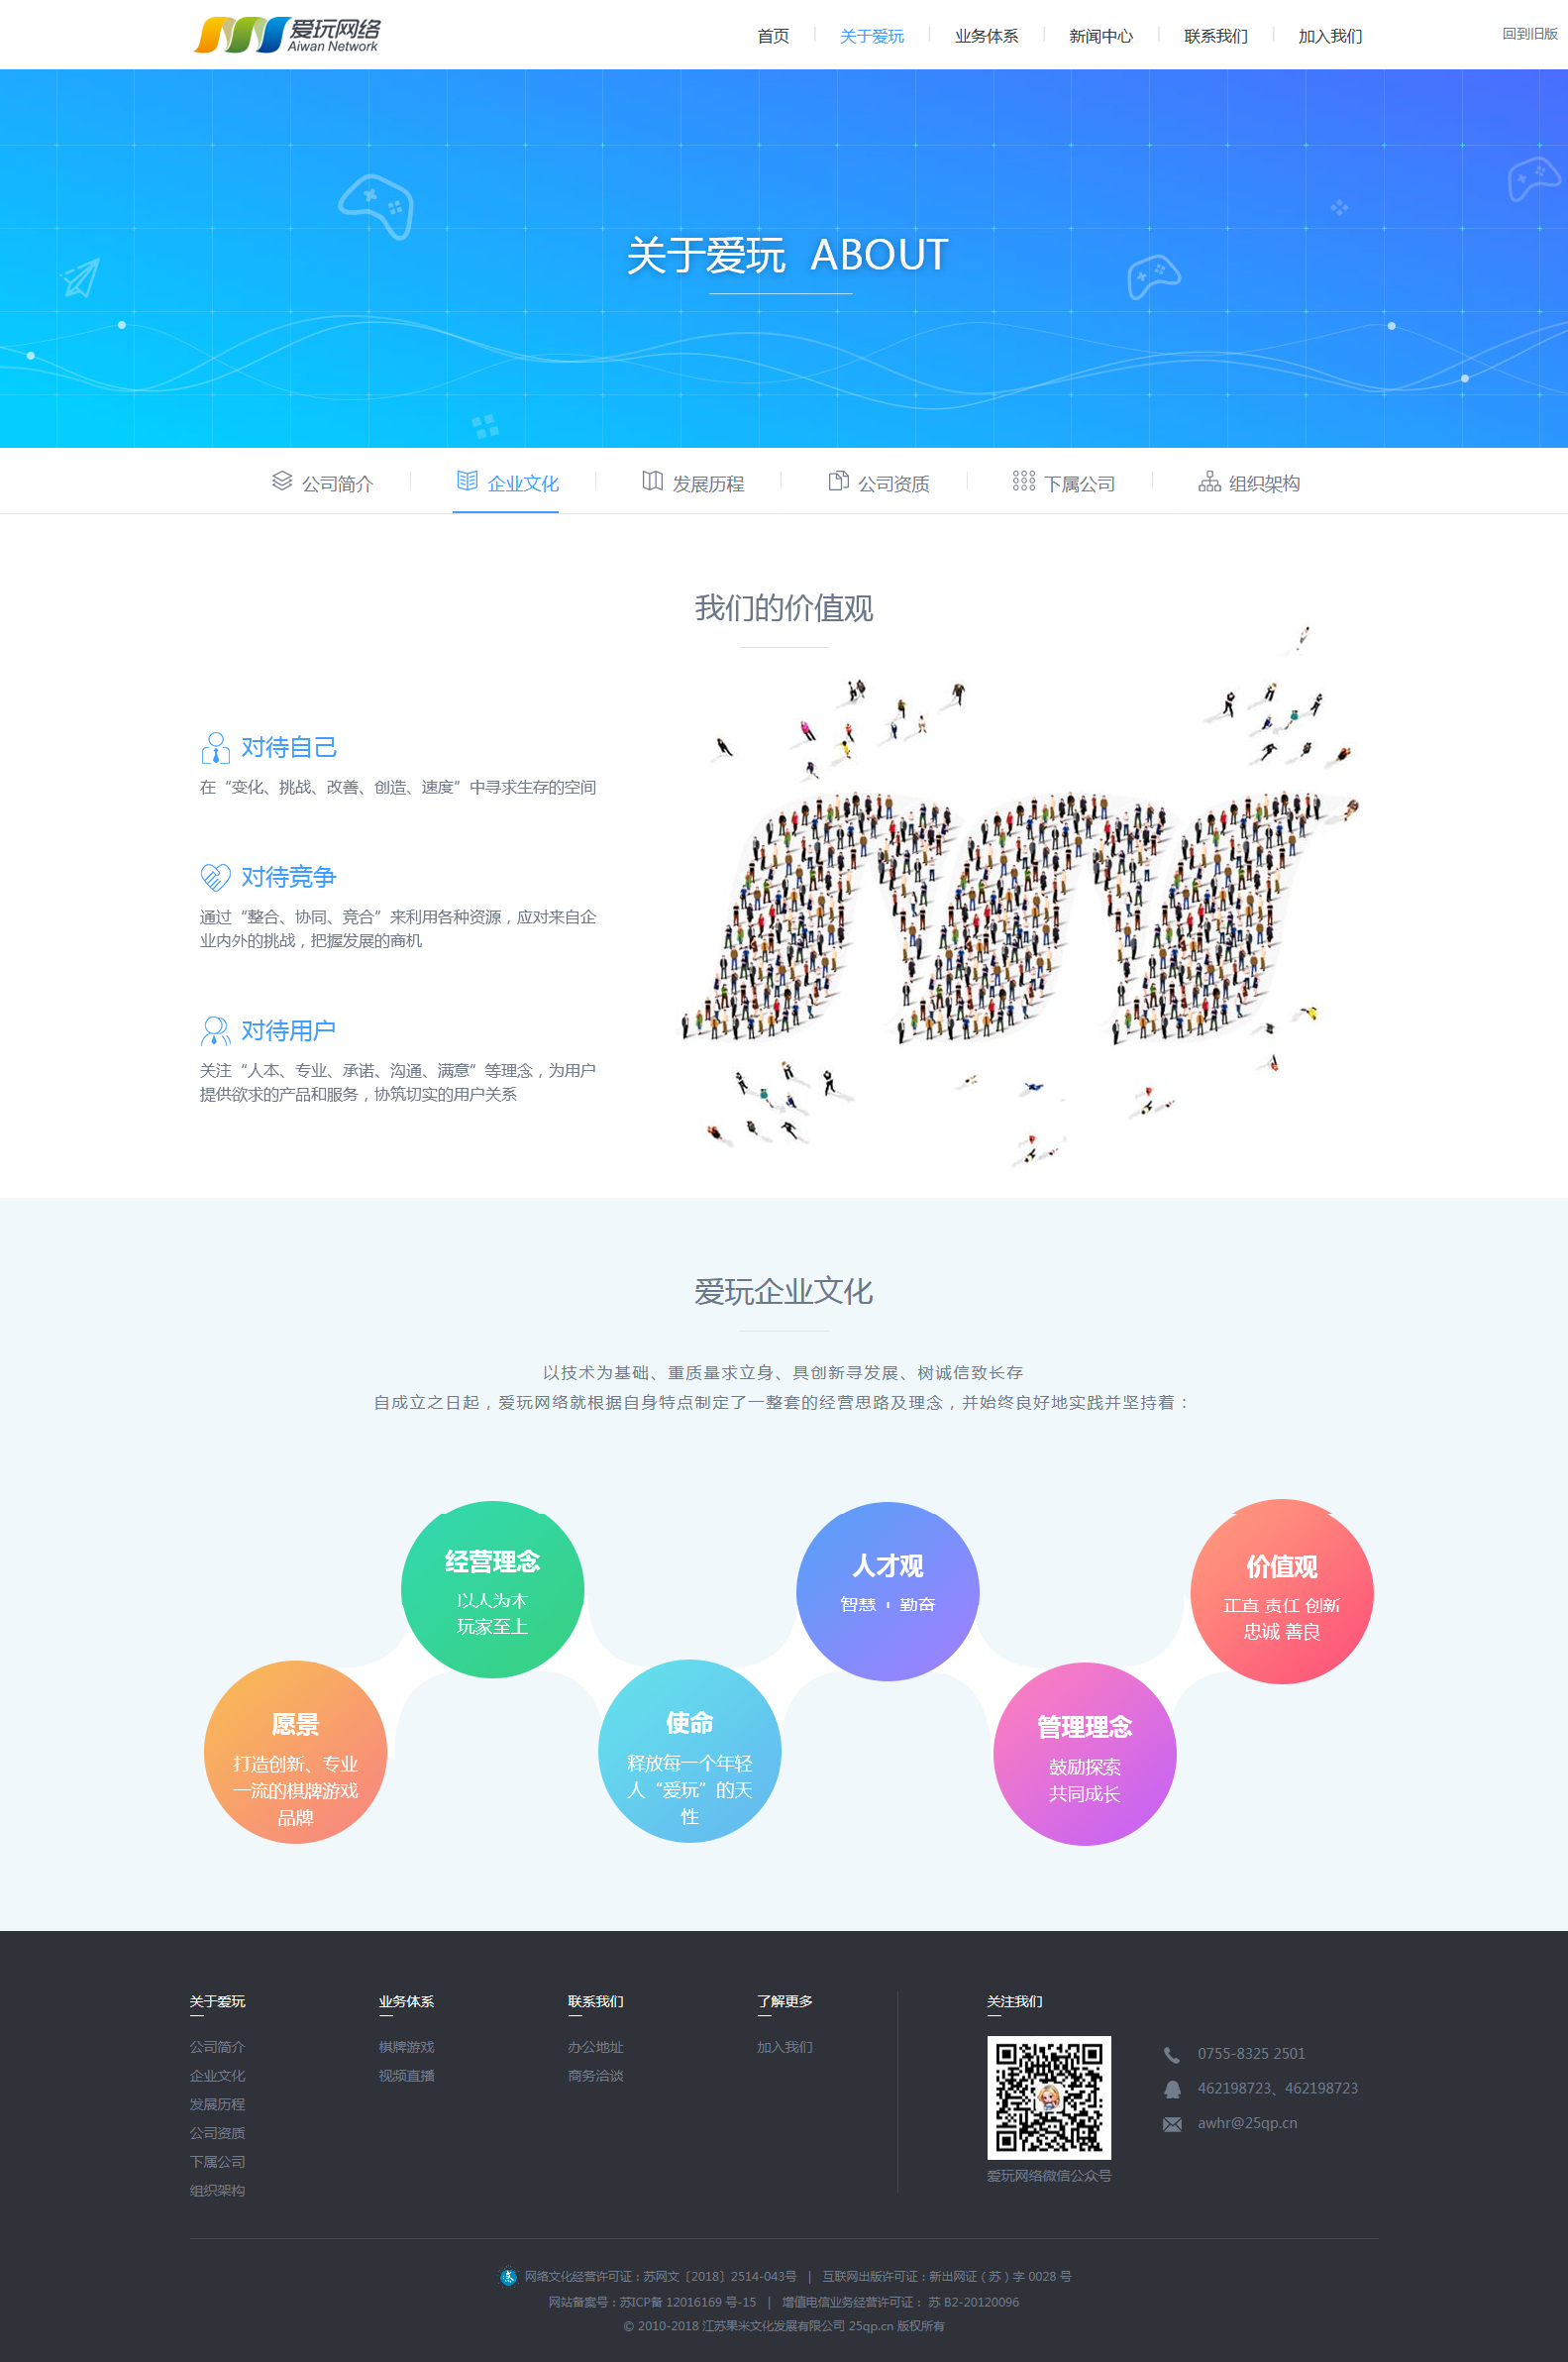 爱玩网络
Aiwan Network
首页
关于爱玩
业务体系
新闻中心
联系我们
加入我们
回到旧版
关于爱玩 ABOUT
公司简介
企业文化
发展历程
公司资质
下属公司
组织架构
我们的价值观
对待自己
在“变化、挑战、改善、创造、速度”中寻求生存的空间
对待竞争
通过“整合、协同、竞合”来利用各种资源，应对来自企
业内外的挑战，把握发展的商机
对待用户
关注“人本、专业、承诺、沟通、满意”等理念，为用户
提供欲求的产品和服务，协筑切实的用户关系
爱玩企业文化
以技术为基础、重质量求立身、具创新寻发展、树诚信致长存
自成立之日起，爱玩网络就根据自身特点制定了一整套的经营思路及理念，并始终良好地实践并坚持着：
经营理念
以人为本
玩家至上
人才观
智慧 + 勤奋
价值观
正直 责任 创新
忠诚 善良
愿景
打造创新、专业
一流的棋牌游戏
品牌
使命
释放每一个年轻
人“爱玩”的天
性
管理理念
鼓励探索
共同成长
关于爱玩
公司简介
企业文化
发展历程
公司资质
下属公司
组织架构
业务体系
棋牌游戏
视频直播
联系我们
办公地址
商务洽谈
了解更多
加入我们
关注我们
爱玩网络微信公众号
0755-8325 2501
462198723、462198723
awhr@25qp.cn
网络文化经营许可证：苏网文〔2018〕2514-043号 | 互联网出版许可证：新出网证（苏）字 0028 号
网站备案号：苏ICP备 12016169 号-15 | 增值电信业务经营许可证： 苏 B2-20120096
© 2010-2018 江苏果米文化发展有限公司 25qp.cn 版权所有